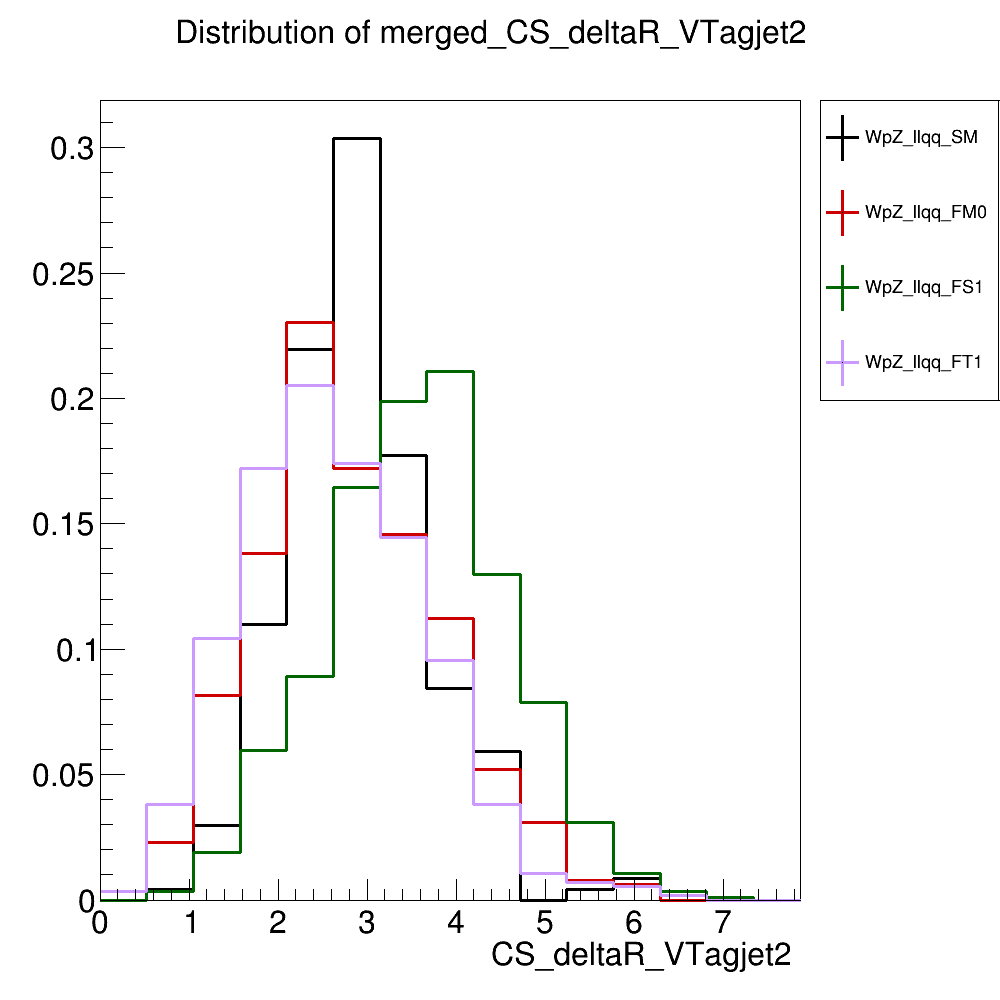 Distribution of merged_CS_deltaR_VTagjet2
WpZ_llqq_SM
WpZ_llqq_FM0
WpZ_llqq_FS1
WpZ_llqq_FT1
0.3
0.25
0.2
0.15
0.1
0.05
0
0 1 2 3 4 5 6 7
CS_deltaR_VTagjet2